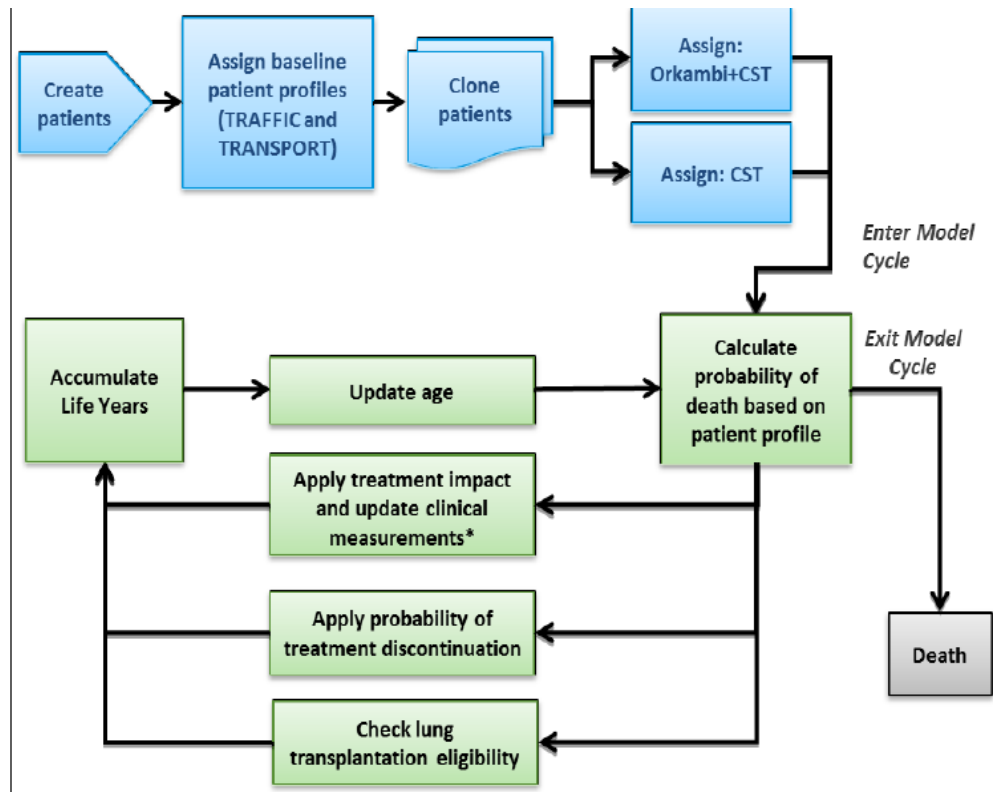 Create
patients
Assign baseline
patient profiles
(TRAFFIC and
TRANSPORT)
Clone
patients
Assign:
Orkambi+CST
Assign: CST
Enter Model
Cycle
Accumulate
Life Years
Update age
Calculate
probability of
death based on
patient profile
Exit Model
Cycle
Apply treatment impact
and update clinical
measurements*
Apply probability of
treatment discontinuation
Check lung
transplantation eligibility
Death